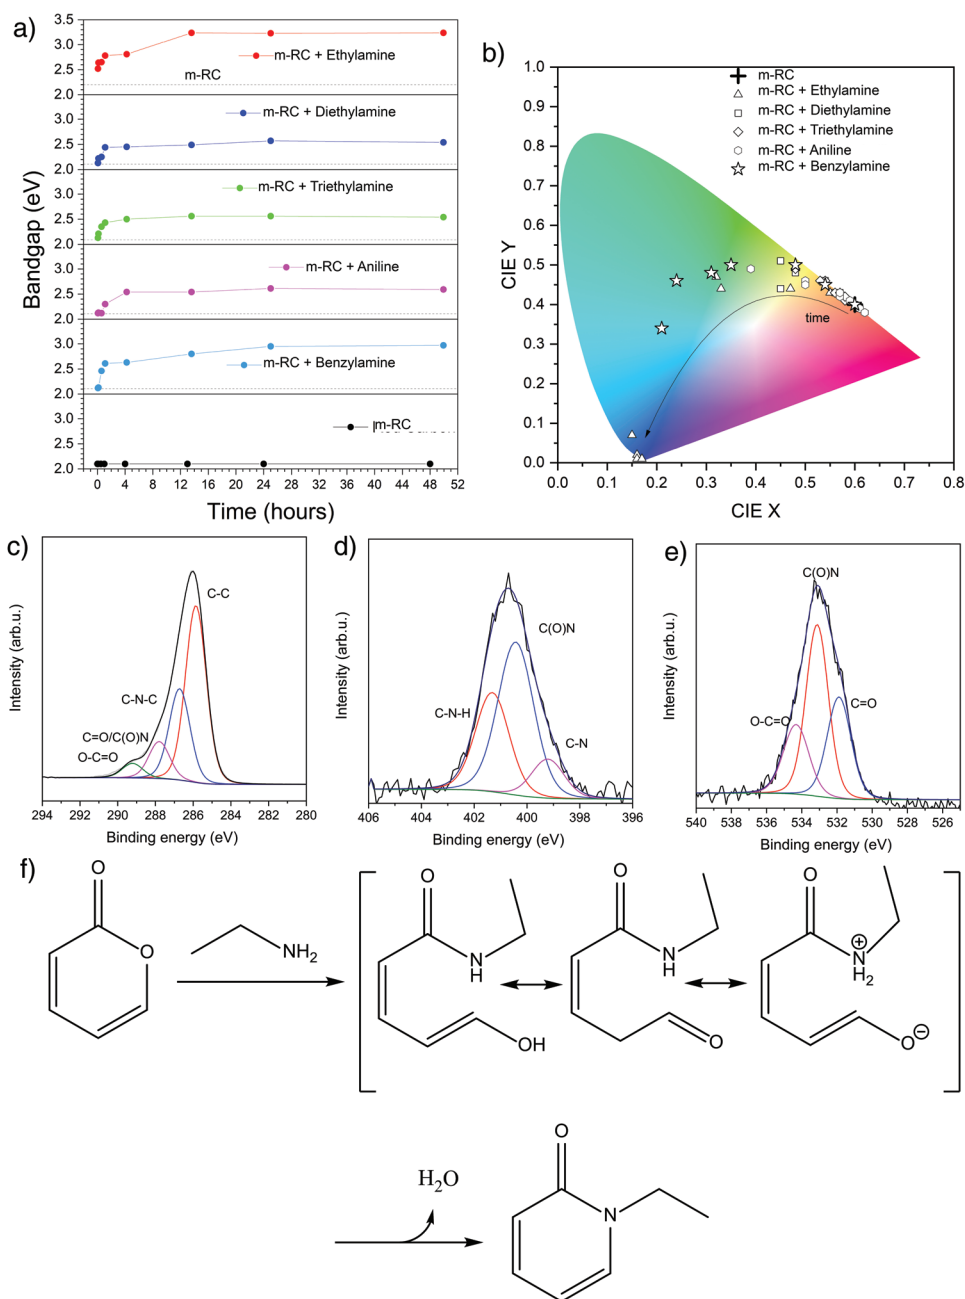 a)
Bandgap (eV)
3.5
3.0
2.5
2.0
m-RC + Ethylamine
m-RC
3.0
2.5
2.0
m-RC + Diethylamine
3.0
2.5
2.0
m-RC + Triethylamine
3.0
2.5
2.0
m-RC + Aniline
3.0
2.5
2.0
m-RC + Benzylamine
3.0
2.5
2.0
m-RC
0 4 8 12 16 20 24 28 32 36 40 44 48 52
Time (hours)
b)
CIE Y
1.0
0.9
0.8
0.7
0.6
0.5
0.4
0.3
0.2
0.1
0.0
m-RC
m-RC + Ethylamine
m-RC + Diethylamine
m-RC + Triethylamine
m-RC + Aniline
m-RC + Benzylamine
time
0.0 0.1 0.2 0.3 0.4 0.5 0.6 0.7 0.8
CIE X
c)
Intensity (arb.u.)
C-C
C-N-C
C=O/C(O)N
O-C=O
294 292 290 288 286 284 282 280
Binding energy (eV)
d)
Intensity (arb.u.)
C(O)N
C-N-H
C-N
406 404 402 400 398 396
Binding energy (eV)
e)
Intensity (arb.u.)
C(O)N
C=O
O-C=O
540 538 536 534 532 530 528 526
Binding energy (eV)
f)
O
O
NH2
O
N
H
OH
O
N
H
O
O
N
⊕
H2
O
⊖
H2O
O
N